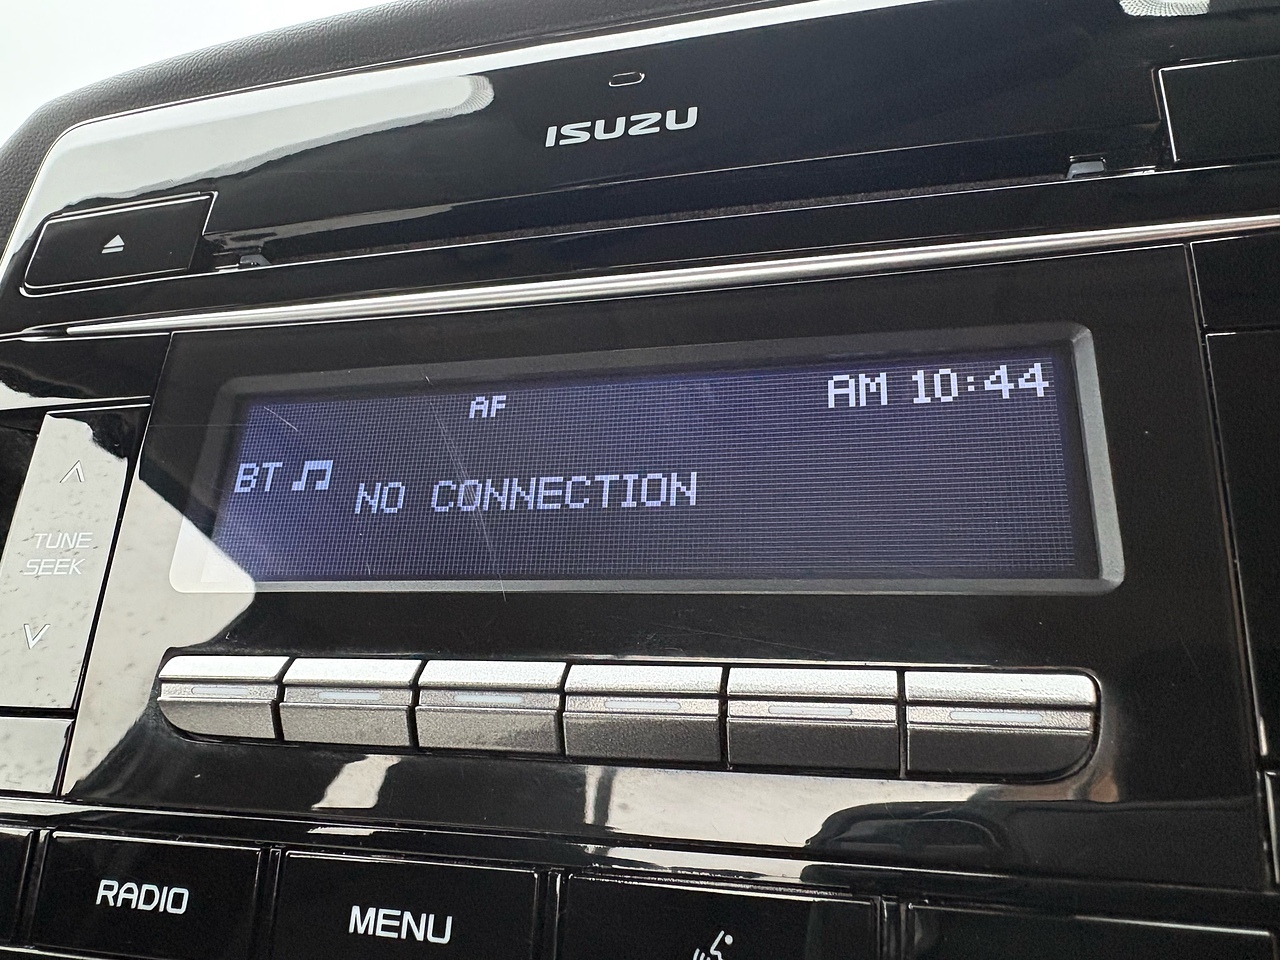 ISUZU
AF
AM 10:44
BT
NO CONNECTION
TUNE
SEEK
RADIO
MENU